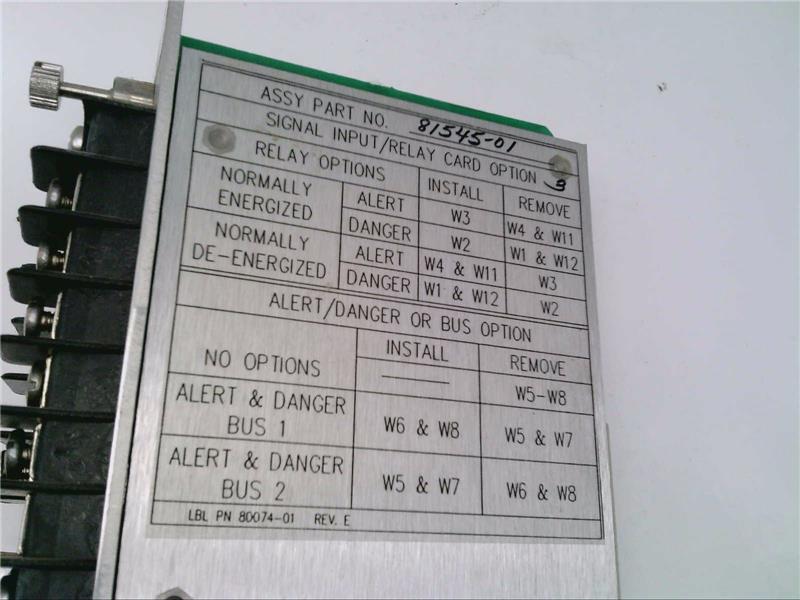 ASSY PART NO. 81545-01
SIGNAL INPUT/RELAY CARD OPTION 3
RELAY OPTIONS INSTALL REMOVE
NORMALLY ENERGIZED ALERT W3 W4 & W11
DANGER W2 W1 & W12
NORMALLY DE-ENERGIZED ALERT W4 & W11 W3
DANGER W1 & W12 W2
ALERT/DANGER OR BUS OPTION
INSTALL REMOVE
NO OPTIONS W5-W8
ALERT & DANGER
BUS 1 W6 & W8 W5 & W7
ALERT & DANGER
BUS 2 W5 & W7 W6 & W8
LBL PN 80074-01 REV. E